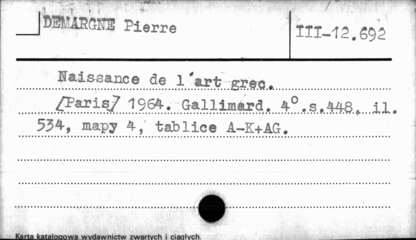 DEMARGNE Pierre
III-12.692
Naissance de l'art grec.
[Paris] 1964. Gallimard. 4°.s.448, il.
534, mapy 4, tablice A-K+AG.
Karta katalogowa wydawnictw zwartych i ciągłych.